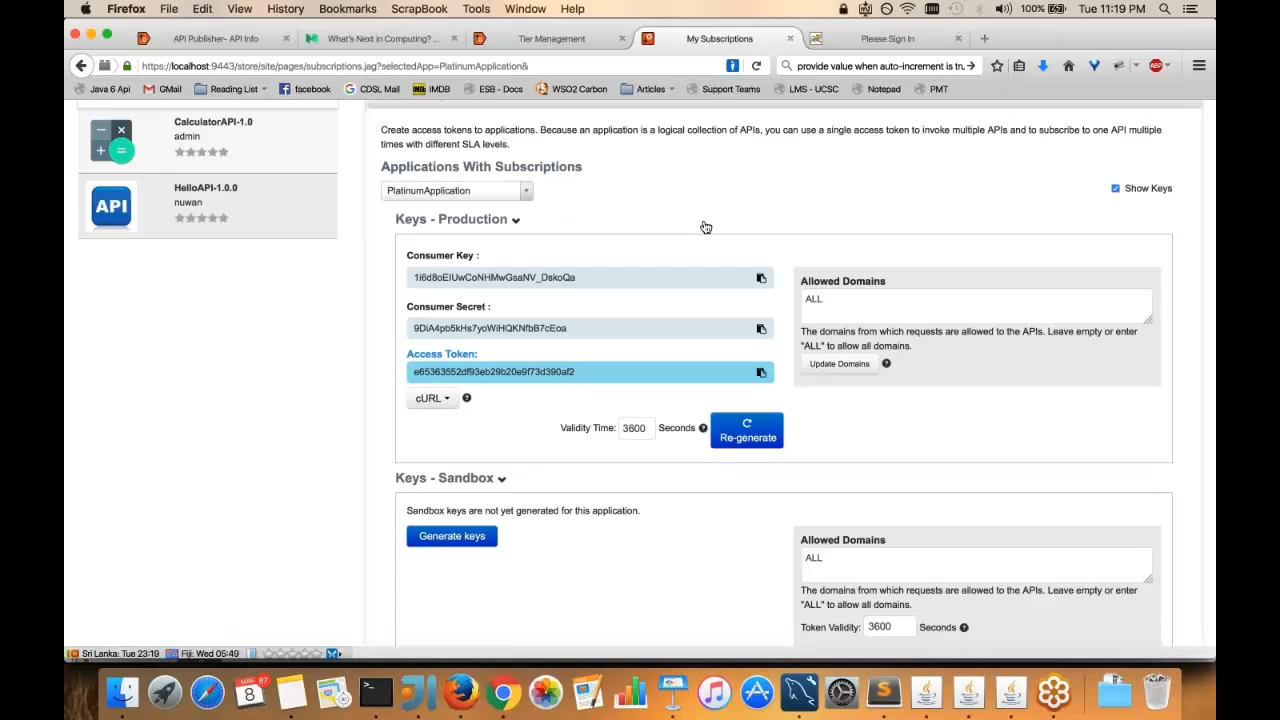 Firefox File Edit View History Bookmarks ScrapBook Tools Window Help 100% Tue 11:19 PM
API Publisher- API Info What's Next in Computing? ... Tier Management My Subscriptions Please Sign In
https://localhost:9443/store/site/pages/subscriptions.jag?selectedApp=PlatinumApplication& provide value when auto-increment is tru
Java 6 Api GMail Reading List facebook CDSL Mail IMDB ESB - Docs WSO2 Carbon Articles Support Teams LMS - UCSC Notepad PMT
CalculatorAPI-1.0
admin
HelloAPI-1.0.0
nuwan
API
Create access tokens to applications. Because an application is a logical collection of APIs, you can use a single access token to invoke multiple APIs and to subscribe to one API multiple
times with different SLA levels.
Applications With Subscriptions
PlatinumApplication
Show Keys
Keys - Production
Consumer Key :
1i6d8oEIUwCoNHMwGsaNV_DskoQa
Consumer Secret :
9DiA4pb5kHs7yoWiHQKNfbB7cEoa
Access Token:
e65363552df93eb29b20e9f73d390af2
cURL
Validity Time: 3600 Seconds
Re-generate
Allowed Domains
ALL
The domains from which requests are allowed to the APIs. Leave empty or enter
"ALL" to allow all domains.
Update Domains
Keys - Sandbox
Sandbox keys are not yet generated for this application.
Generate keys
Allowed Domains
ALL
The domains from which requests are allowed to the APIs. Leave empty or enter
"ALL" to allow all domains.
Token Validity: 3600 Seconds
Sri Lanka: Tue 23:19 Fiji: Wed 05:49
8
87